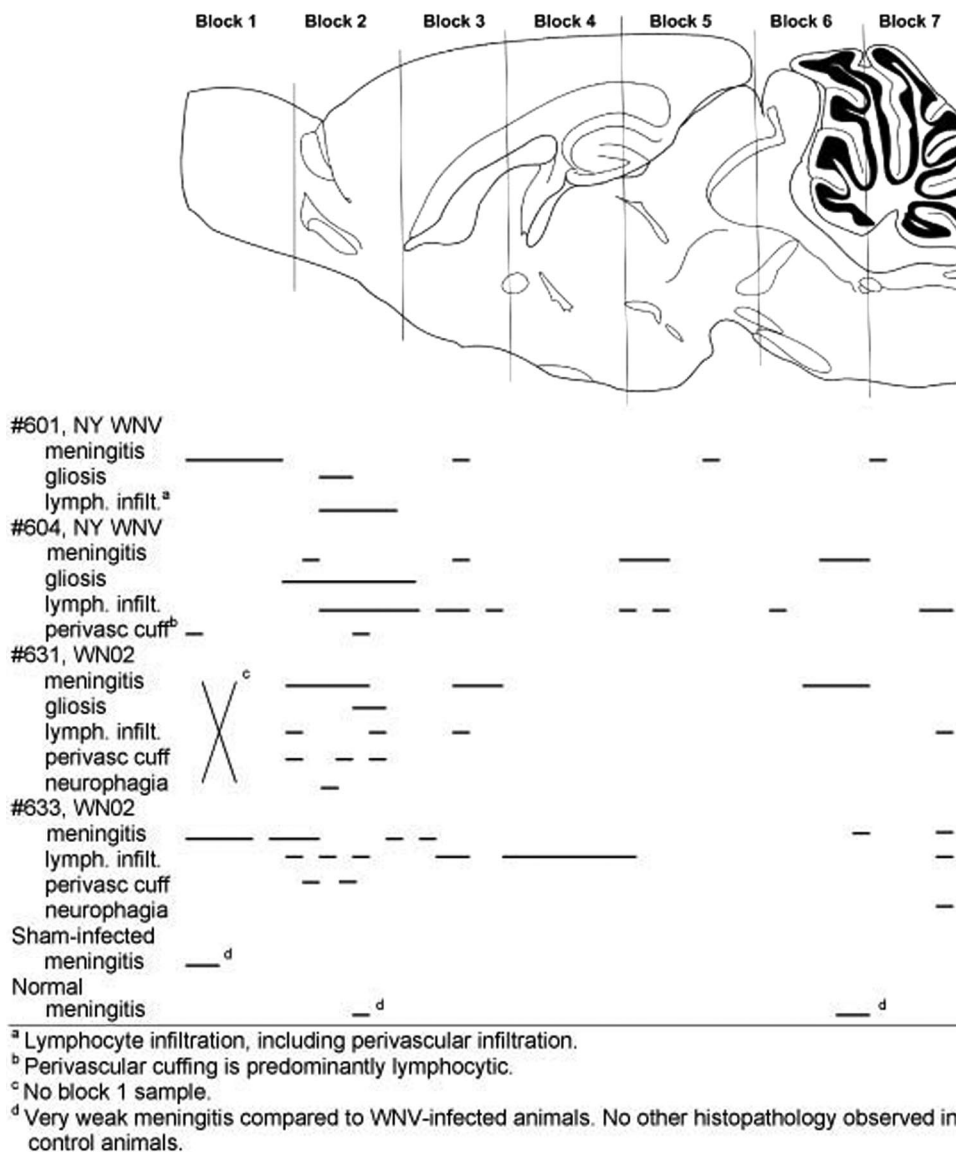 Block 1 Block 2 Block 3 Block 4 Block 5 Block 6 Block 7
#601, NY WNV
meningitis
gliosis
lymph. infilt.a
#604, NY WNV
meningitis
gliosis
lymph. infilt.
perivasc cuffb
#631, WN02
meningitis c
gliosis
lymph. infilt.
perivasc cuff
neurophagia
#633, WN02
meningitis
lymph. infilt.
perivasc cuff
neurophagia
Sham-infected
meningitis d
Normal
meningitis d d
a Lymphocyte infiltration, including perivascular infiltration.
b Perivascular cuffing is predominantly lymphocytic.
c No block 1 sample.
d Very weak meningitis compared to WNV-infected animals. No other histopathology observed in
control animals.